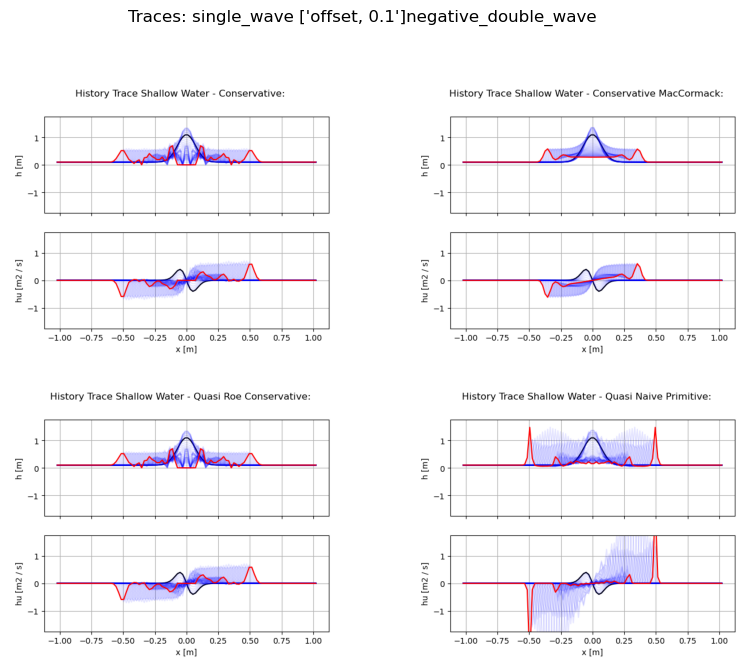 Traces: single_wave ['offset, 0.1']negative_double_wave
History Trace Shallow Water - Conservative:
h [m]
1
0
−1
hu [m2 / s]
1
0
−1
−1.00 −0.75 −0.50 −0.25 0.00 0.25 0.50 0.75 1.00
x [m]
History Trace Shallow Water - Conservative MacCormack:
h [m]
1
0
−1
hu [m2 / s]
1
0
−1
−1.00 −0.75 −0.50 −0.25 0.00 0.25 0.50 0.75 1.00
x [m]
History Trace Shallow Water - Quasi Roe Conservative:
h [m]
1
0
−1
hu [m2 / s]
1
0
−1
−1.00 −0.75 −0.50 −0.25 0.00 0.25 0.50 0.75 1.00
x [m]
History Trace Shallow Water - Quasi Naive Primitive:
h [m]
1
0
−1
hu [m2 / s]
1
0
−1
−1.00 −0.75 −0.50 −0.25 0.00 0.25 0.50 0.75 1.00
x [m]